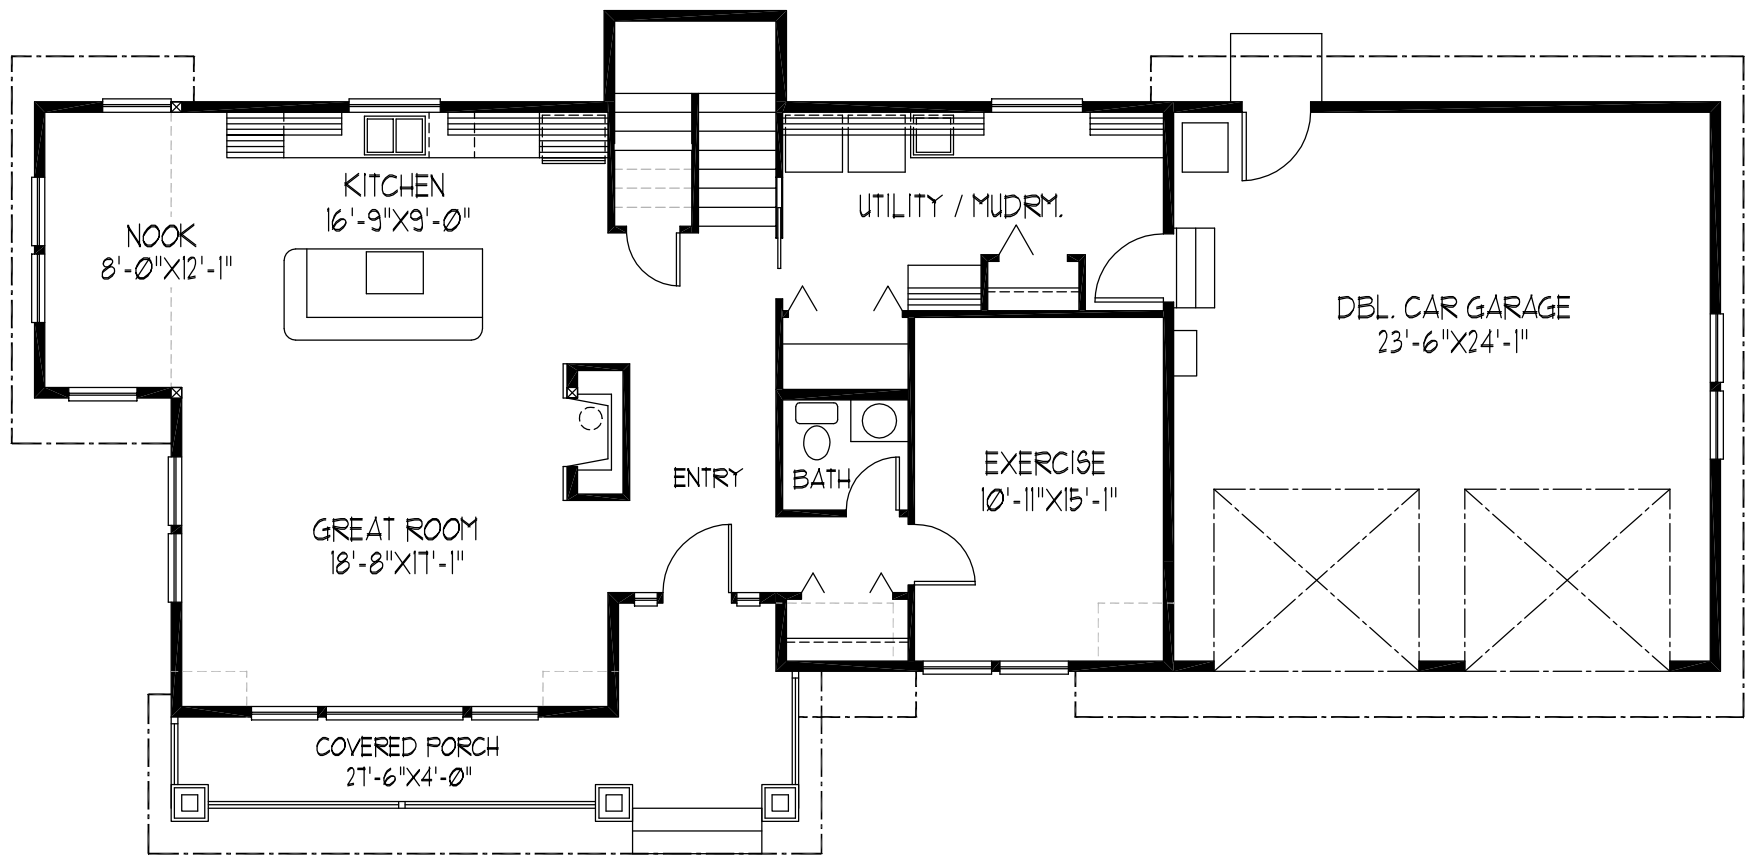 KITCHEN
16'-9"X9'-0"
UTILITY / MUDRM.
NOOK
8'-0"X12'-1"
DBL. CAR GARAGE
23'-6"X24'-1"
EXERCISE
10'-11"X15'-1"
ENTRY
BATH
GREAT ROOM
18'-8"X17'-1"
COVERED PORCH
27'-6"X4'-0"